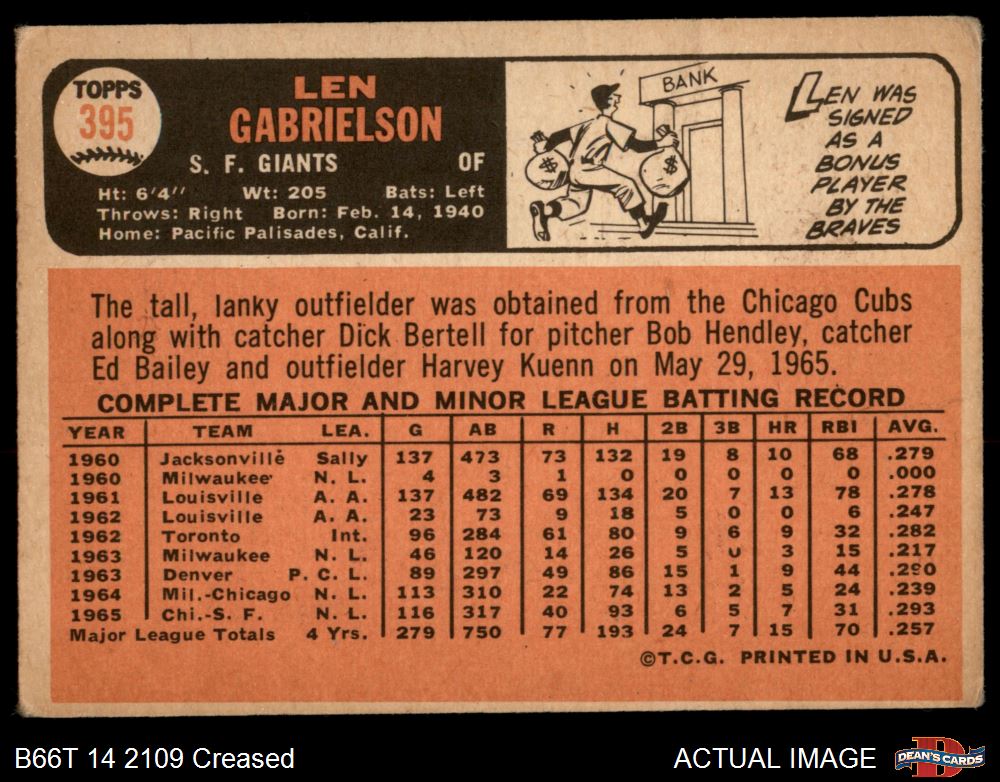 TOPPS
395
LEN
GABRIELSON
S. F. GIANTS OF
Ht: 6'4" Wt: 205 Bats: Left
Throws: Right Born: Feb. 14, 1940
Home: Pacific Palisades, Calif.
BANK
$ $
LEN WAS
SIGNED
AS A
BONUS
PLAYER
BY THE
BRAVES
The tall, lanky outfielder was obtained from the Chicago Cubs
along with catcher Dick Bertell for pitcher Bob Hendley, catcher
Ed Bailey and outfielder Harvey Kuenn on May 29, 1965.
COMPLETE MAJOR AND MINOR LEAGUE BATTING RECORD
YEAR TEAM LEA. G AB R H 2B 3B HR RBI AVG.
1960 Jacksonville Sally 137 473 73 132 19 8 10 68 .279
1960 Milwaukee N. L. 4 3 1 0 0 0 0 0 .000
1961 Louisville A. A. 137 482 69 134 20 7 13 78 .278
1962 Louisville A. A. 23 73 9 18 5 0 0 6 .247
1962 Toronto Int. 96 284 61 80 9 6 9 32 .282
1963 Milwaukee N. L. 46 120 14 26 5 0 3 15 .217
1963 Denver P. C. L. 89 297 49 86 15 1 9 44 .290
1964 Mil.-Chicago N. L. 113 310 22 74 13 2 5 24 .239
1965 Chi.-S. F. N. L. 116 317 40 93 6 5 7 31 .293
Major League Totals 4 Yrs. 279 750 77 193 24 7 15 70 .257
©T.C.G. PRINTED IN U.S.A.
B66T 14 2109 Creased ACTUAL IMAGE
D
DEAN'S CARDS